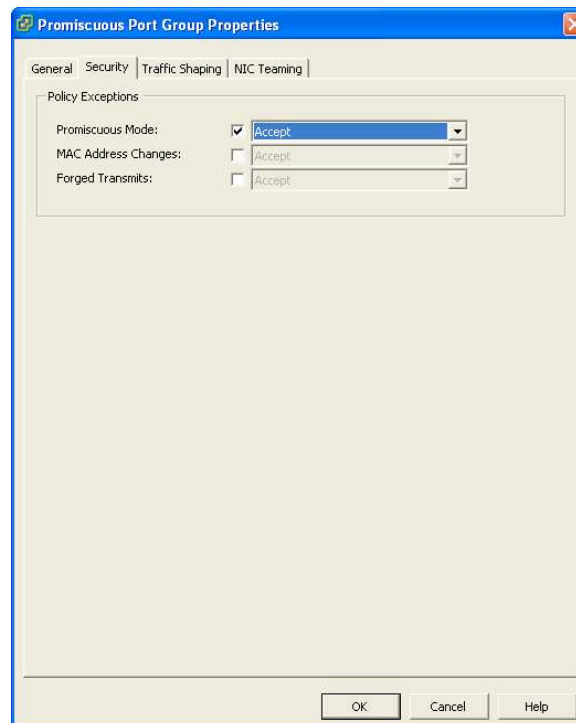 Promiscuous Port Group Properties
General Security Traffic Shaping NIC Teaming
Policy Exceptions
Promiscuous Mode: Accept
MAC Address Changes: Accept
Forged Transmits: Accept
OK Cancel Help